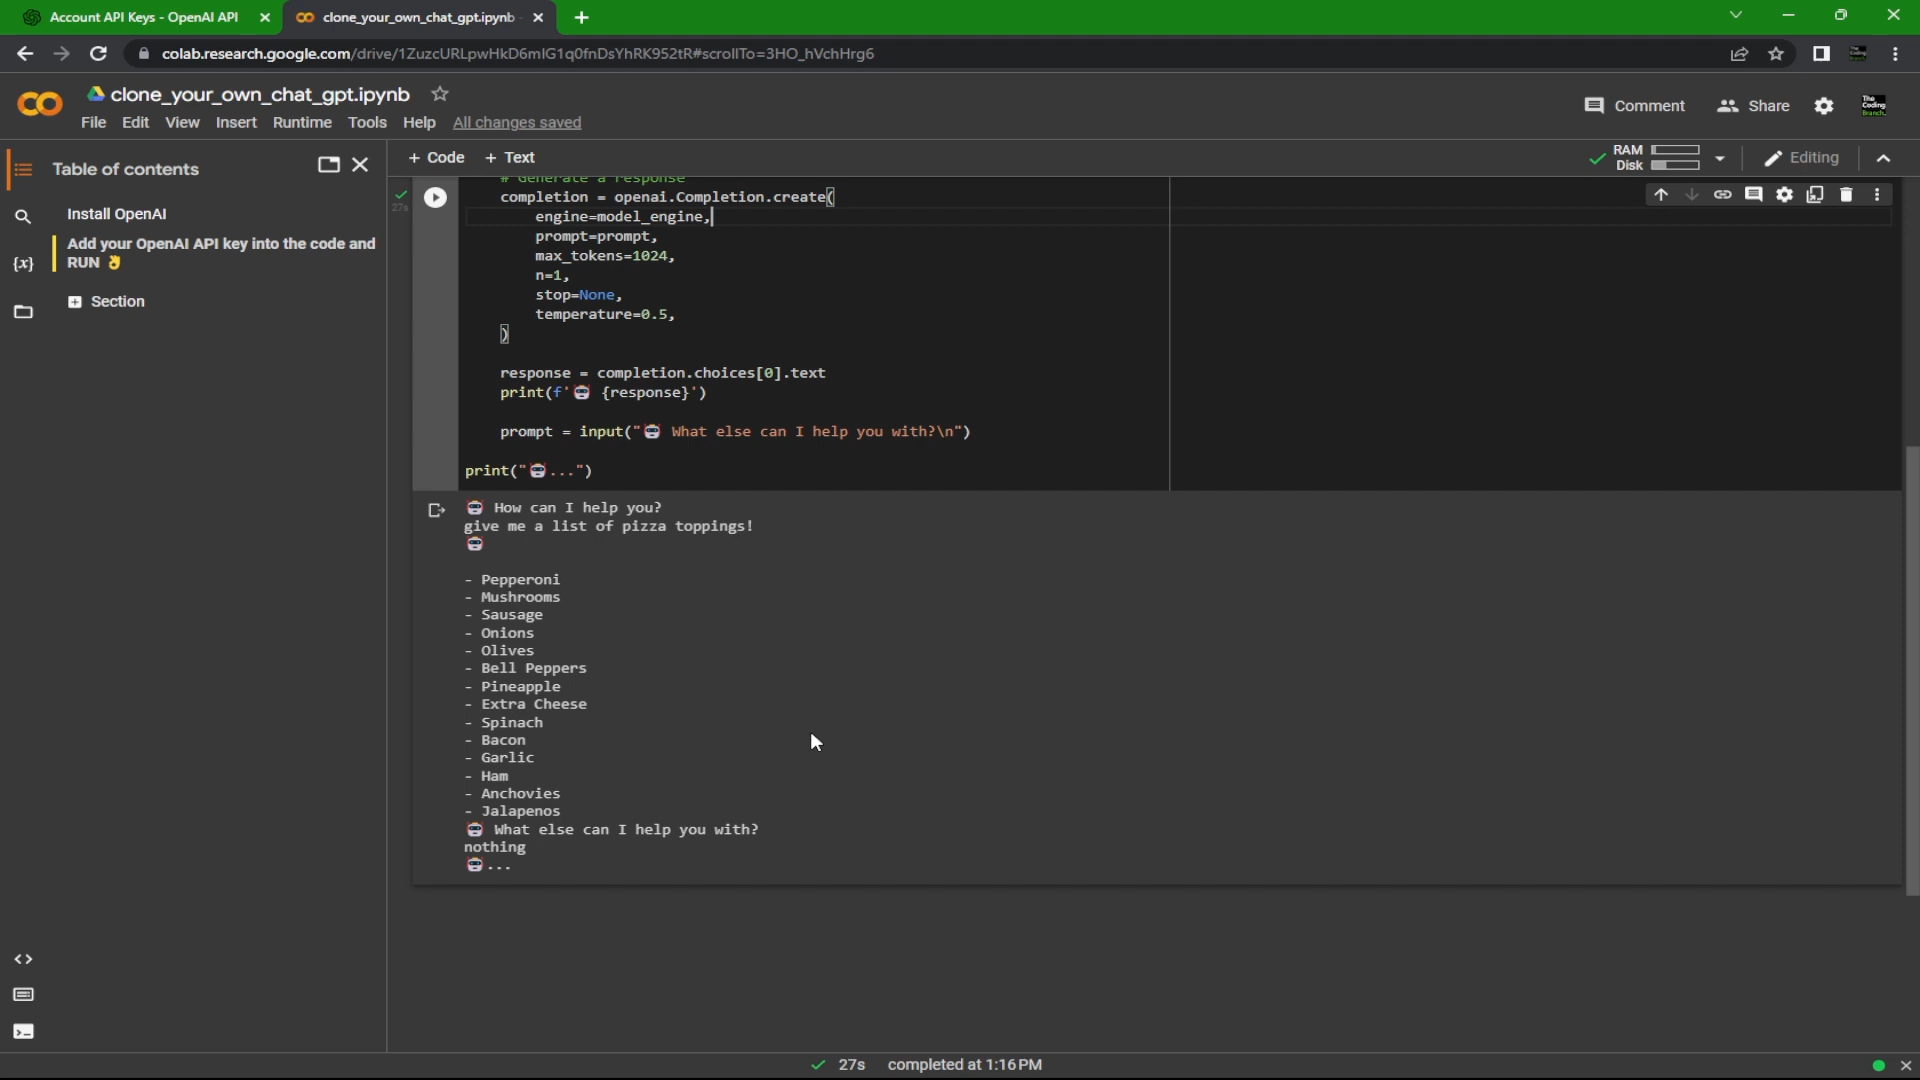 Account API Keys - OpenAI API
clone_your_own_chat_gpt.ipynb -
colab.research.google.com/drive/1ZuzcURLpwHkD6mIG1q0fnDsYhRK952tR#scrollTo=3HO_hVchHrg6
clone_your_own_chat_gpt.ipynb
File Edit View Insert Runtime Tools Help All changes saved
Comment Share
The Coding Branch.
Table of contents
Install OpenAI
Add your OpenAI API key into the code and
RUN 👌
Section
+ Code + Text
RAM
Disk
Editing
27s
# Generate a response
completion = openai.Completion.create(
engine=model_engine,
prompt=prompt,
max_tokens=1024,
n=1,
stop=None,
temperature=0.5,
)
response = completion.choices[0].text
print(f'🤖 {response}')
prompt = input("🤖 What else can I help you with?\n")
print("🤖...")
🤖 How can I help you?
give me a list of pizza toppings!
🤖
- Pepperoni
- Mushrooms
- Sausage
- Onions
- Olives
- Bell Peppers
- Pineapple
- Extra Cheese
- Spinach
- Bacon
- Garlic
- Ham
- Anchovies
- Jalapenos
🤖 What else can I help you with?
nothing
🤖...
27s completed at 1:16 PM